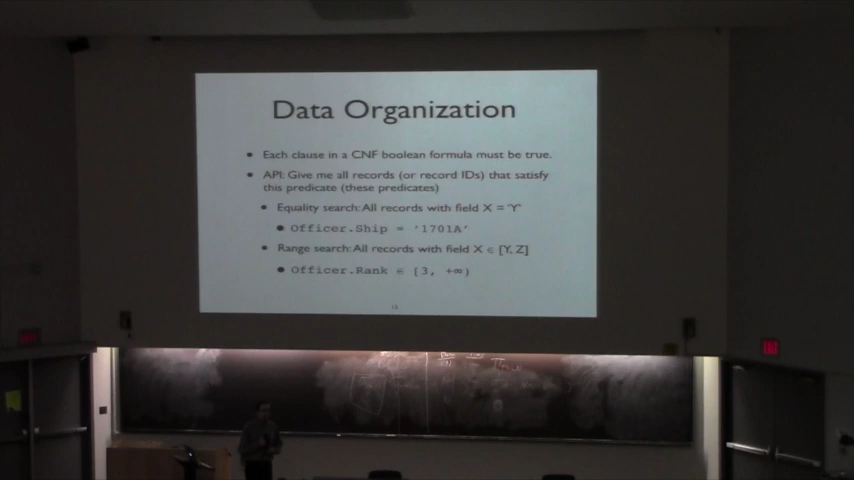 Data Organization
• Each clause in a CNF boolean formula must be true.
• API: Give me all records (or record IDs) that satisfy
this predicate (these predicates)
• Equality search: All records with field X = 'Y'
• Officer.Ship = '1701A'
• Range search: All records with field X ∈ [Y, Z]
• Officer.Rank ∈ [3, +∞)